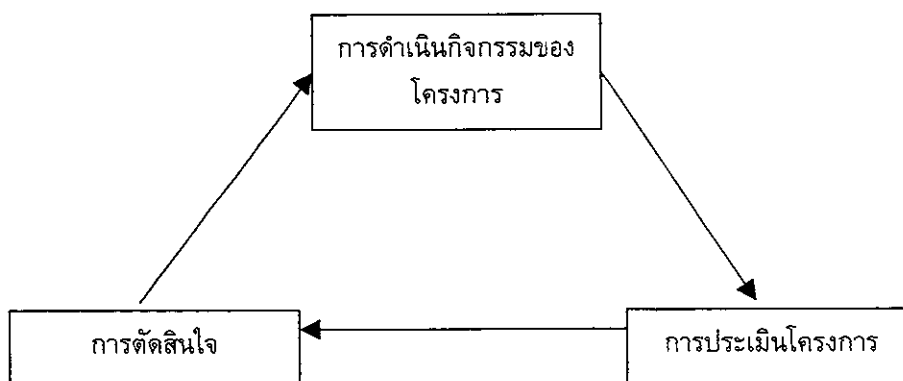 การดำเนินกิจกรรมของ
โครงการ
การตัดสินใจ
การประเมินโครงการ